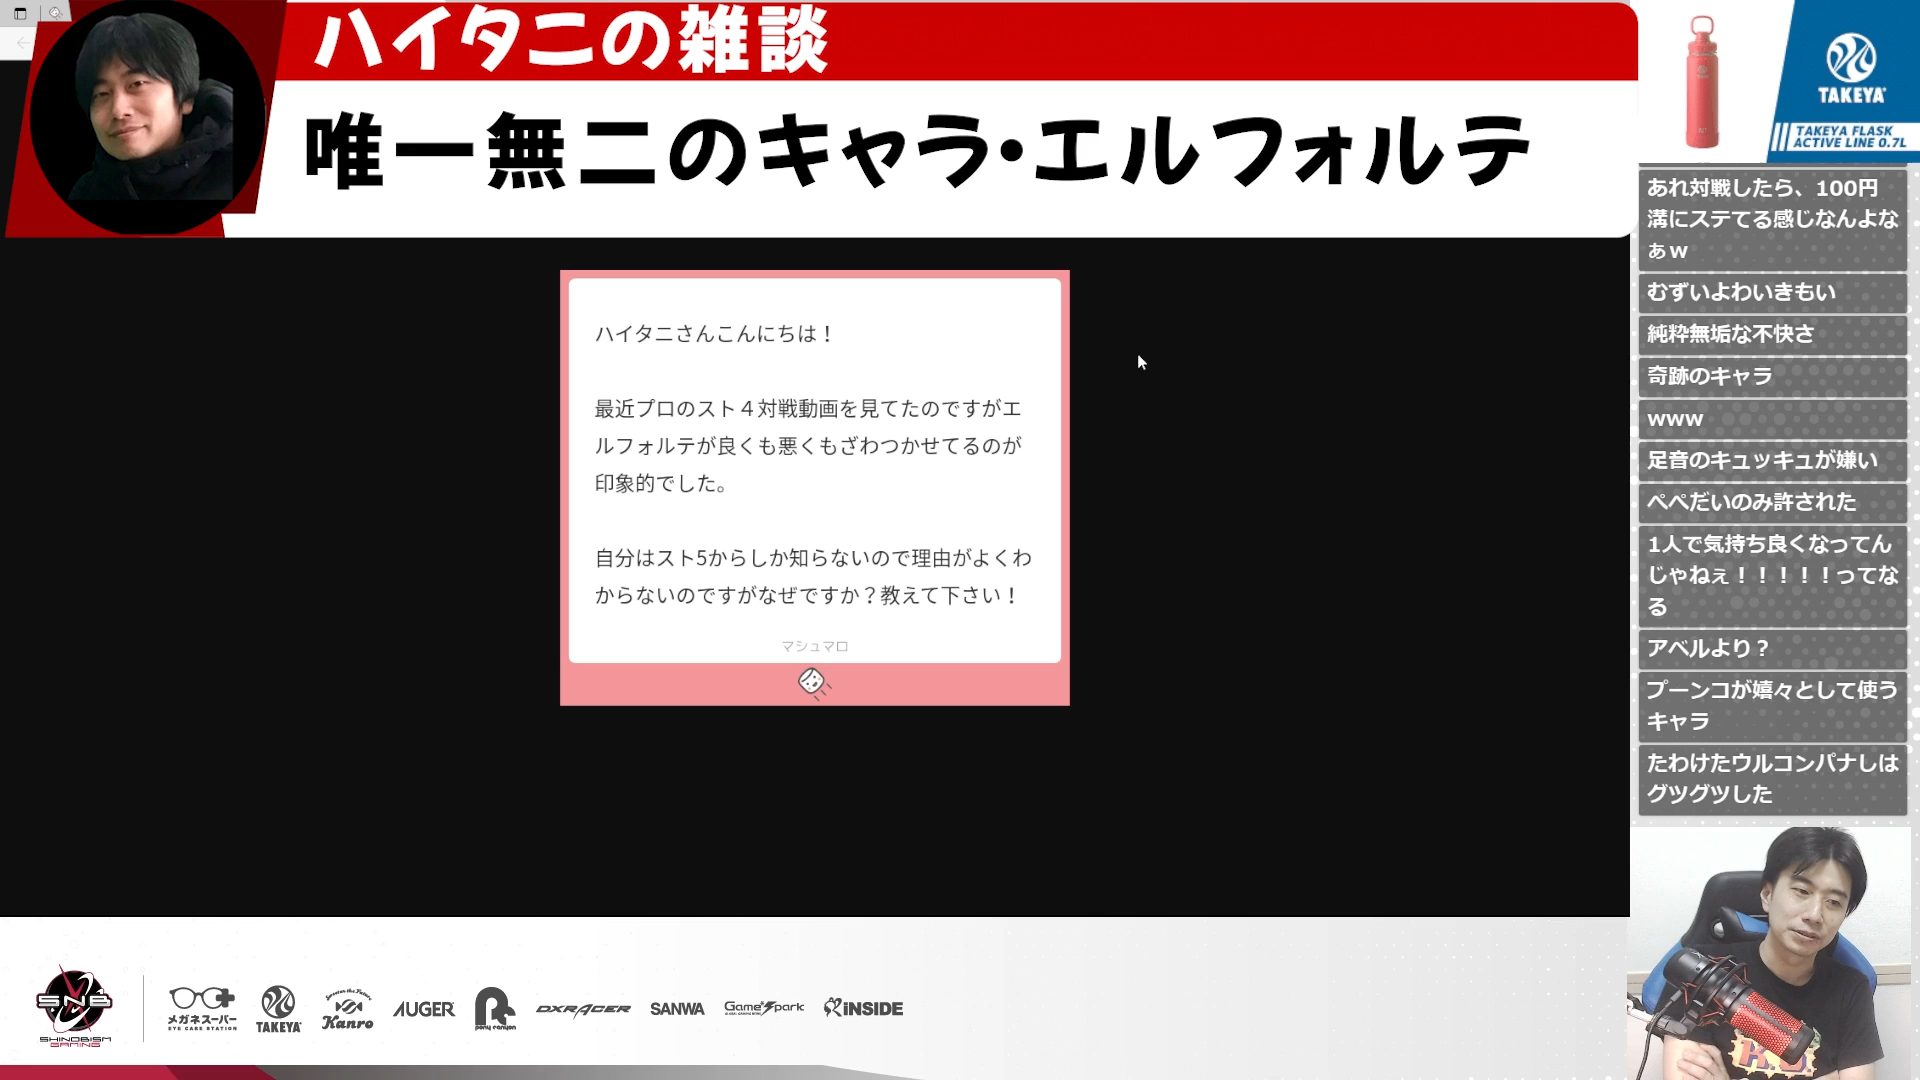 ハイタニの雑談
唯一無二のキャラ・エルフォルテ
TAKEYA
TAKEYA FLASK
ACTIVE LINE 0.7L
ハイタニさんこんにちは！
最近プロのスト４対戦動画を見てたのですがエ
ルフォルテが良くも悪くもざわつかせてるのが
印象的でした。
自分はスト5からしか知らないので理由がよくわ
からないのですがなぜですか？教えて下さい！
マシュマロ
あれ対戦したら、100円
溝にステてる感じなんよな
ぁｗ
むずいよわいきもい
純粋無垢な不快さ
奇跡のキャラ
www
足音のキュッキュが嫌い
ぺぺだいのみ許された
1人で気持ち良くなってん
じゃねぇ！！！！！ってな
る
アベルより？
プーンコが嬉々として使う
キャラ
たわけたウルコンパナしは
グツグツした
SNB
SHINOBISM
GAMING
メガネスーパー
EYE CARE STATION
TAKEYA
Sweeten the Future
Kanro
AUGER
pony canyon
DXRACER
SANWA
Game*Spark
iNSIDE